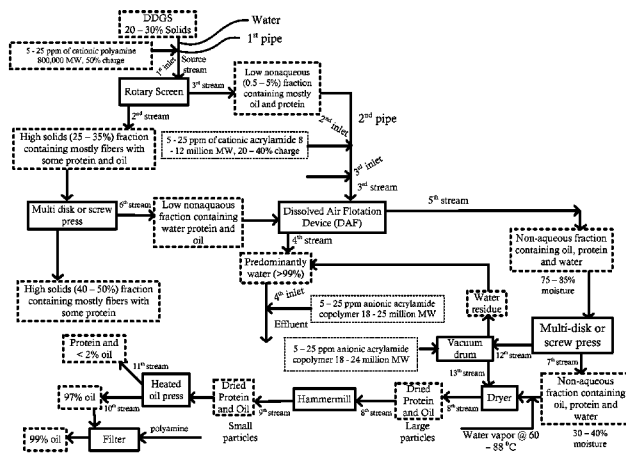 DDGS
20 – 30% Solids
Water
1st pipe
5 - 25 ppm of cationic polyamine
800,000 MW, 50% charge
1st inlet
Source
stream
Rotary Screen
3rd stream
Low nonaqueous
(0.5 – 5%) fraction
containing mostly
oil and protein
2nd stream
2nd inlet
2nd pipe
High solids (25 – 35%) fraction
containing mostly fibers with
some protein and oil
5 - 25 ppm of cationic acrylamide 8
- 12 million MW, 20 – 40% charge
3rd inlet
3rd stream
5th stream
Multi disk or screw
press
6th stream
Low nonaqueous
fraction containing
water protein and
oil
Dissolved Air Flotation
Device (DAF)
4th stream
Non-aqueous fraction
containing oil, protein
and water
Predominantly
water (>99%)
75 – 85%
moisture
High solids (40 – 50%) fraction
containing mostly fibers with
some protein
4th inlet
Effluent
5 – 25 ppm anionic acrylamide
copolymer 18 - 25 million MW
Water
residue
5 – 25 ppm anionic acrylamide
copolymer 18 - 24 million MW
Vacuum
drum
12th stream
Multi-disk or
screw press
7th stream
13th stream
Protein and
< 2% oil
11th stream
97% oil
10th stream
Heated
oil press
9th stream
Dried
Protein
and Oil
Small
particles
Hammermill
8th stream
Dried
Protein
and Oil
Large
particles
8th stream
Dryer
Non-aqueous
fraction containing
oil, protein and
water
99% oil
Filter
polyamine
Water vapor @ 60
– 88 °C
30 – 40%
moisture